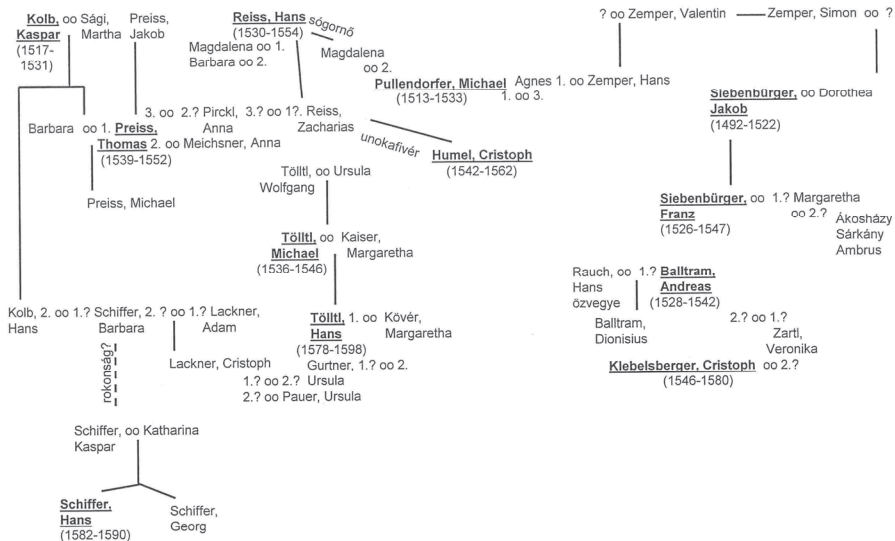 Kolb, oo Sági,
Kaspar Martha
(1517-
1531)
Preiss,
Jakob
Reiss, Hans sógornő
(1530-1554)
Magdalena oo 1.
Barbara oo 2.
Magdalena
oo 2.
Pullendorfer, Michael Agnes 1. oo Zemper, Hans
(1513-1533) 1. oo 3.
? oo Zemper, Valentin Zemper, Simon oo ?
Siebenbürger, oo Dorothea
Jakob
(1492-1522)
3. oo 2.? Pirckl, 3.? oo 1?. Reiss,
Anna Zacharias
Barbara oo 1. Preiss,
Thomas 2. oo Meichsner, Anna
(1539-1552)
unokafivér
Humel, Cristoph
(1542-1562)
Preiss, Michael
Tölltl, oo Ursula
Wolfgang
Siebenbürger, oo 1.? Margaretha
Franz oo 2.?
(1526-1547)
Ákosházy
Sárkány
Ambrus
Tölltl, oo Kaiser,
Michael Margaretha
(1536-1546)
Rauch, oo 1.? Balltram,
Hans Andreas
özvegye (1528-1542)
Balltram,
Dionisius
2.? oo 1.?
Zartl,
Veronika
Klebelsberger, Cristoph oo 2.?
(1546-1580)
Kolb, 2. oo 1.? Schiffer, 2. ? oo 1.? Lackner,
Hans Barbara Adam
Lackner, Cristoph
Tölltl, 1. oo Kövér,
Hans Margaretha
(1578-1598)
Gurtner, 1.? oo 2.
1.? oo 2.? Ursula
2.? oo Pauer, Ursula
rokonság?
Schiffer, oo Katharina
Kaspar
Schiffer,
Hans
(1582-1590)
Schiffer,
Georg